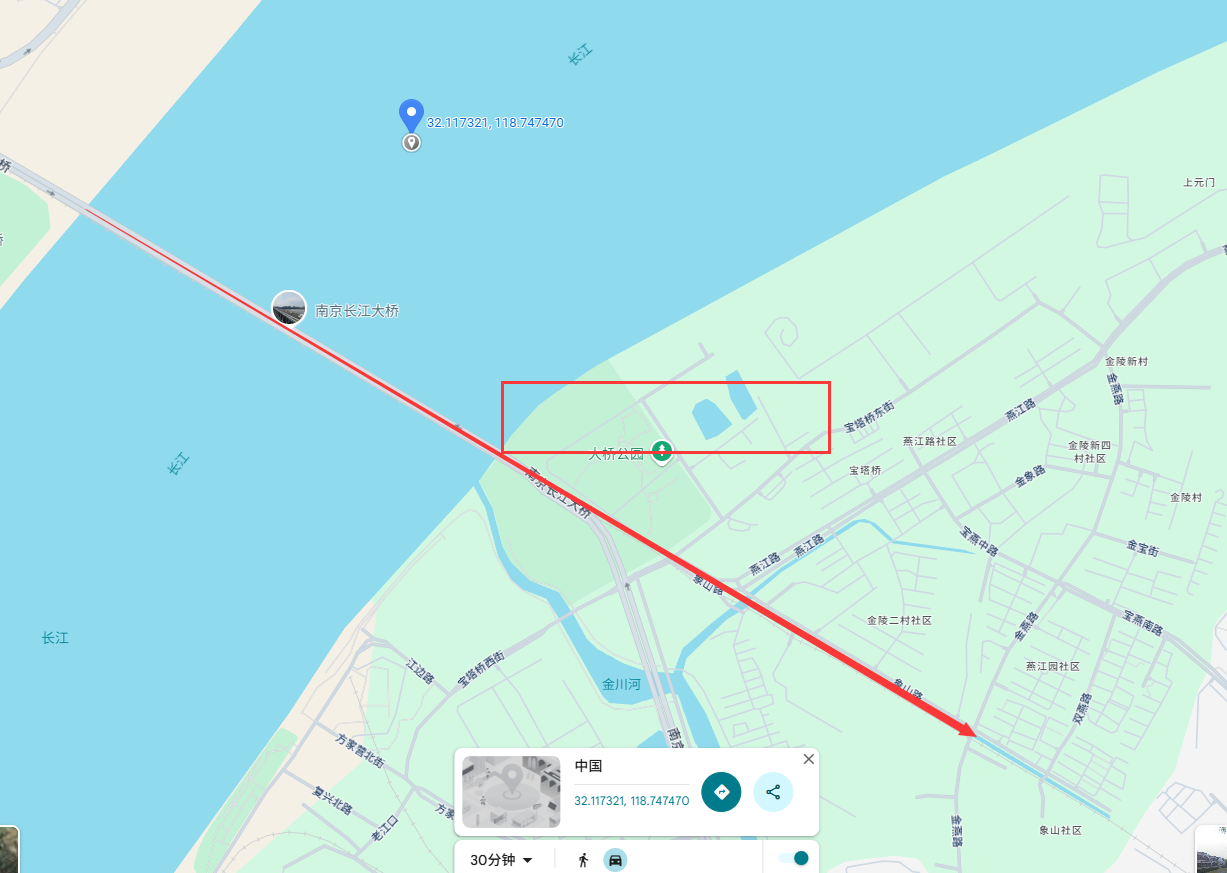 长江
32.117321, 118.747470
桥
上元门
桥
南京长江大桥
金陵新村
金燕路
燕江路
宝塔桥东街
燕江路社区
金陵新四
村社区
大桥公园
长江
宝塔桥
金象路
金陵村
南京长江大桥
宝燕中路
金宝街
燕江路
燕江路
象山路
金陵二村社区
宝燕南路
金燕路
长江
江边路
宝塔桥西街
燕江园社区
金川河
象山路
双燕路
方家营北街
南京
中国
32.117321, 118.747470
复兴北路
老江口
方家
金燕路
象山社区
30分钟